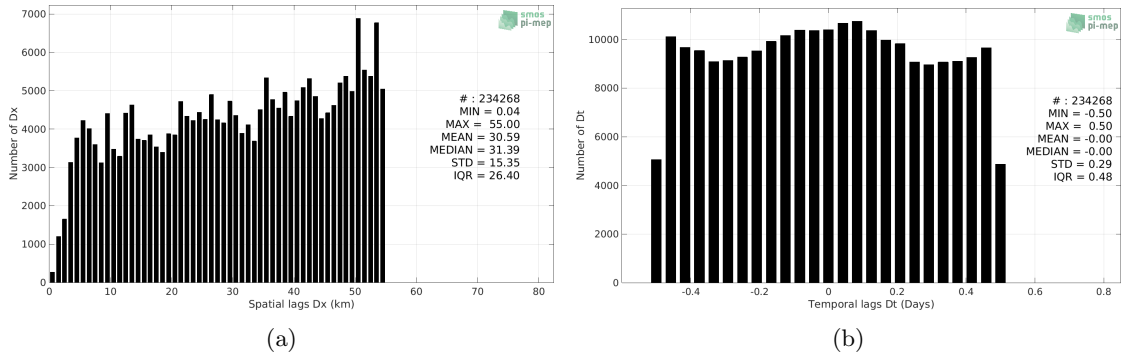 smos
pi-mep
7000
6000
5000
4000
3000
2000
1000
0
Number of Dx
# : 234268
MIN = 0.04
MAX = 55.00
MEAN = 30.59
MEDIAN = 31.39
STD = 15.35
IQR = 26.40
0 10 20 30 40 50 60 70 80
Spatial lags Dx (km)
(a)
smos
pi-mep
10000
8000
6000
4000
2000
0
Number of Dt
# : 234268
MIN = -0.50
MAX = 0.50
MEAN = -0.00
MEDIAN = -0.00
STD = 0.29
IQR = 0.48
-0.4 -0.2 0 0.2 0.4 0.6 0.8
Temporal lags Dt (Days)
(b)